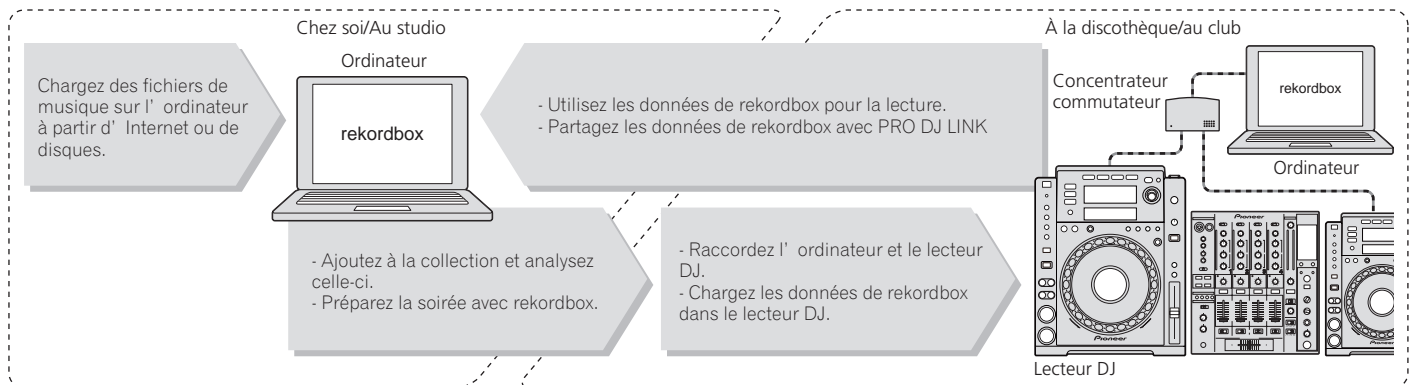 Chez soi/Au studio
Ordinateur
Chargez des fichiers de
musique sur l’ ordinateur
à partir d’ Internet ou de
disques.
rekordbox
- Utilisez les données de rekordbox pour la lecture.
- Partagez les données de rekordbox avec PRO DJ LINK
- Ajoutez à la collection et analysez
celle-ci.
- Préparez la soirée avec rekordbox.
- Raccordez l’ ordinateur et le lecteur
DJ.
- Chargez les données de rekordbox
dans le lecteur DJ.
À la discothèque/au club
Concentrateur
commutateur
rekordbox
Ordinateur
Pioneer
Pioneer
Pioneer
Lecteur DJ